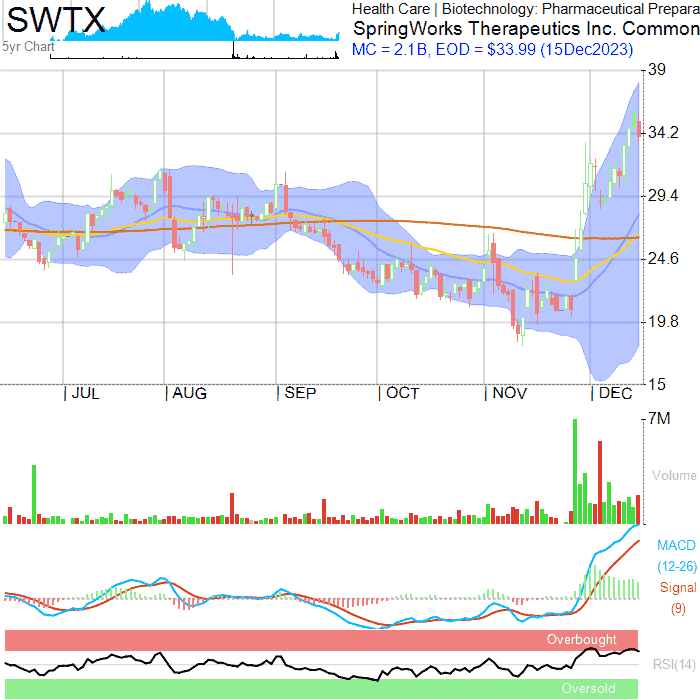 SWTX
5yr Chart
Health Care | Biotechnology: Pharmaceutical Prepara
SpringWorks Therapeutics Inc. Common
MC = 2.1B, EOD = $33.99 (15Dec2023)
39
34.2
29.4
24.6
19.8
15
| JUL | AUG | SEP | OCT | NOV | DEC
7M
Volume
MACD
(12-26)
Signal
(9)
Overbought
RSI(14)
Oversold